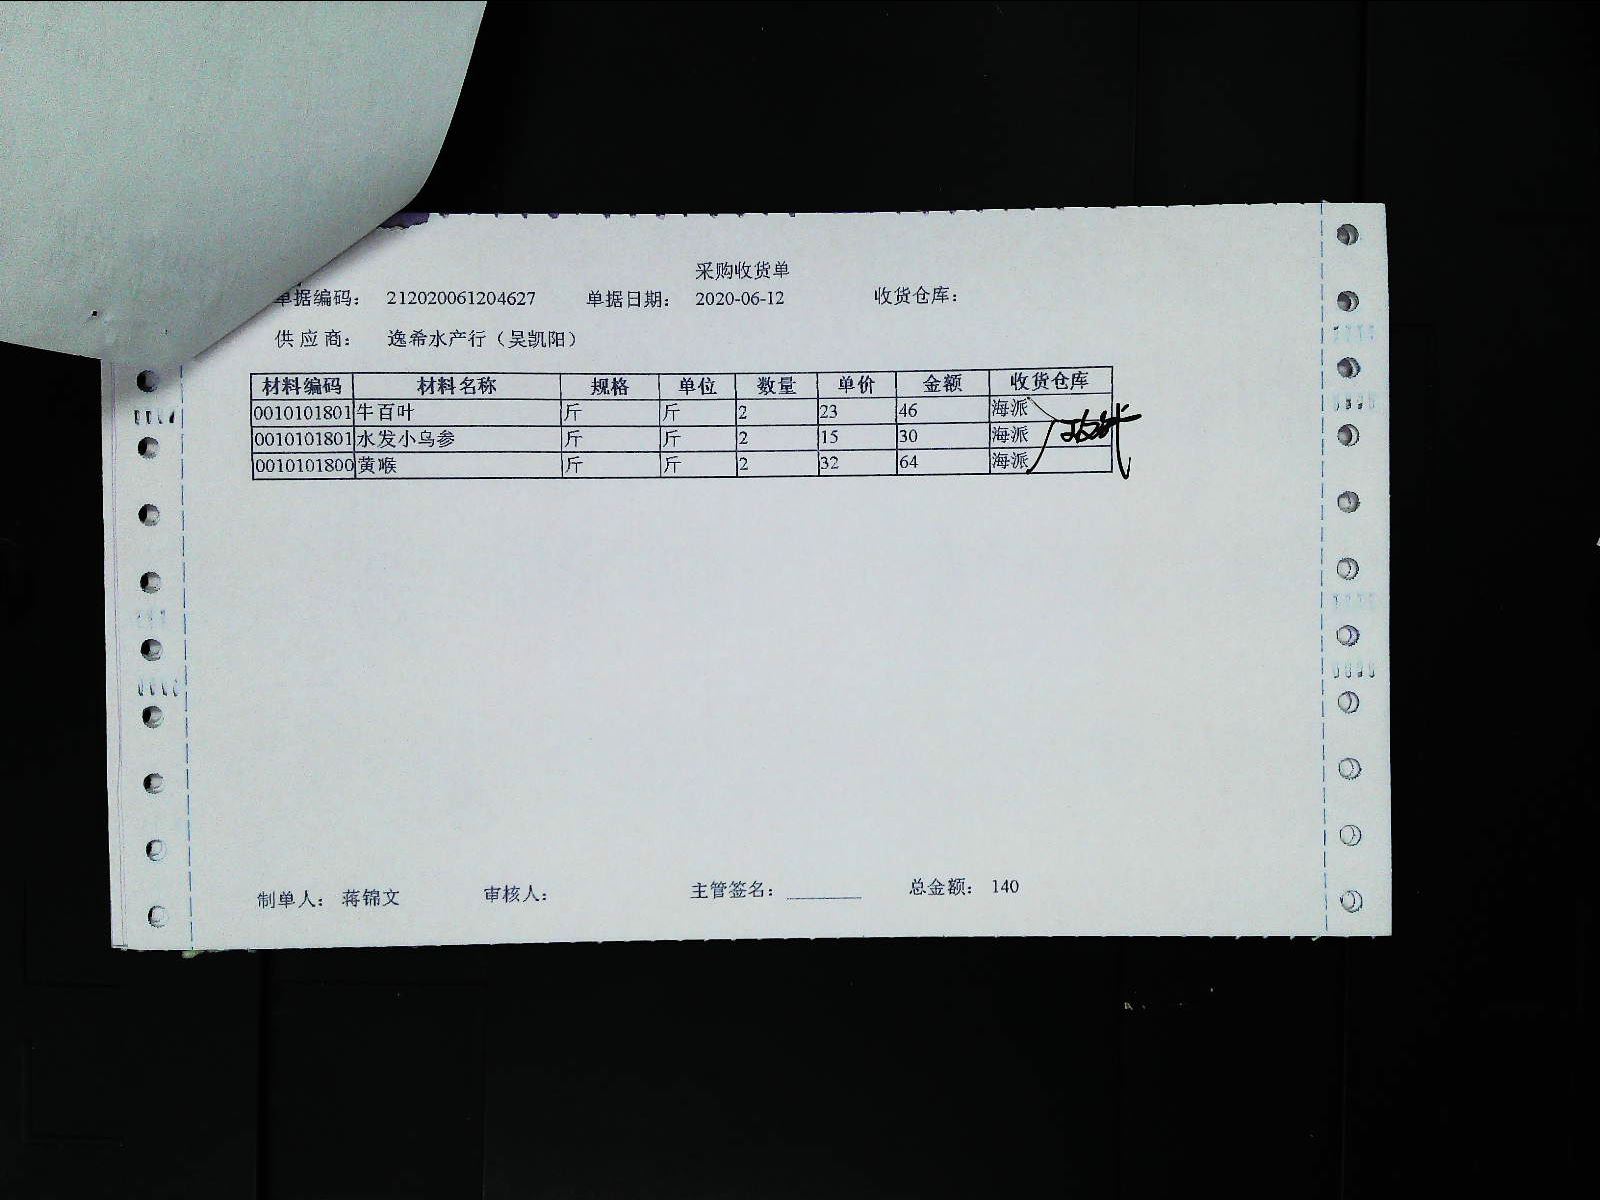 采购收货单
单据编码： 212020061204627 单据日期： 2020-06-12 收货仓库：
供应商： 逸希水产行（吴凯阳）
材料编码 材料名称 规格 单位 数量 单价 金额 收货仓库
0010101801 牛百叶 斤 斤 2 23 46 海派
0010101801 水发小乌参 斤 斤 2 15 30 海派
0010101800 黄喉 斤 斤 2 32 64 海派
制单人： 蒋锦文 审核人： 主管签名： ______ 总金额： 140